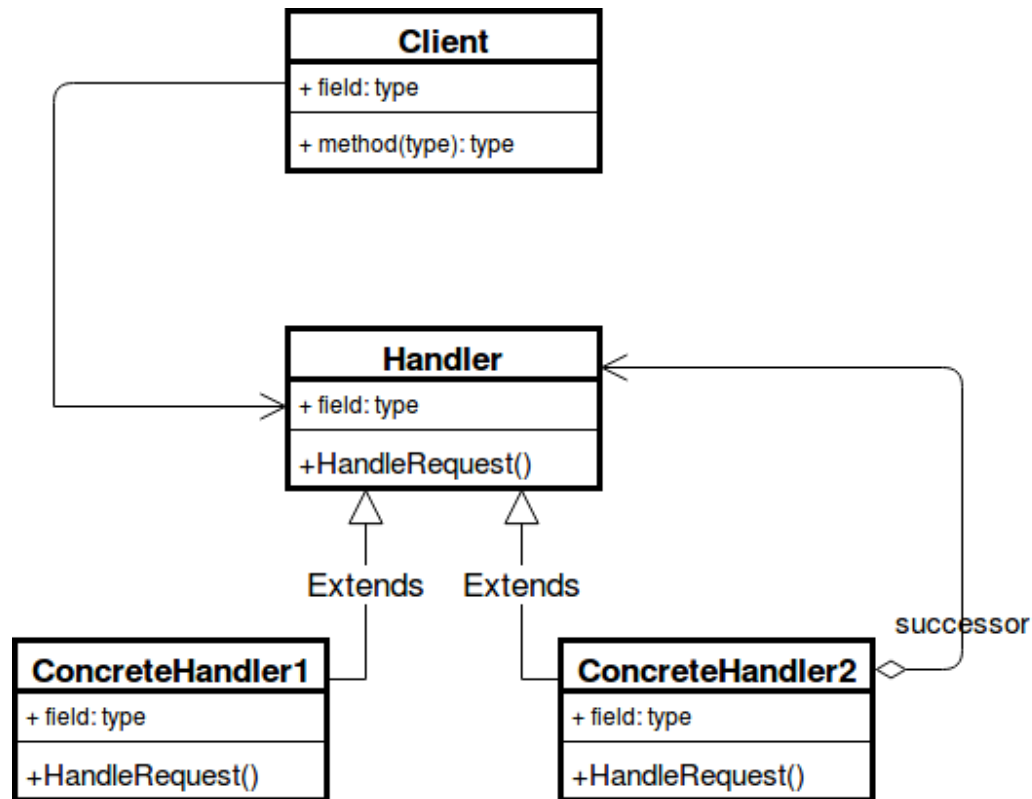 Client
+ field: type
+ method(type): type
Handler
+ field: type
+HandleRequest()
Extends
Extends
successor
ConcreteHandler1
+ field: type
+HandleRequest()
ConcreteHandler2
+ field: type
+HandleRequest()